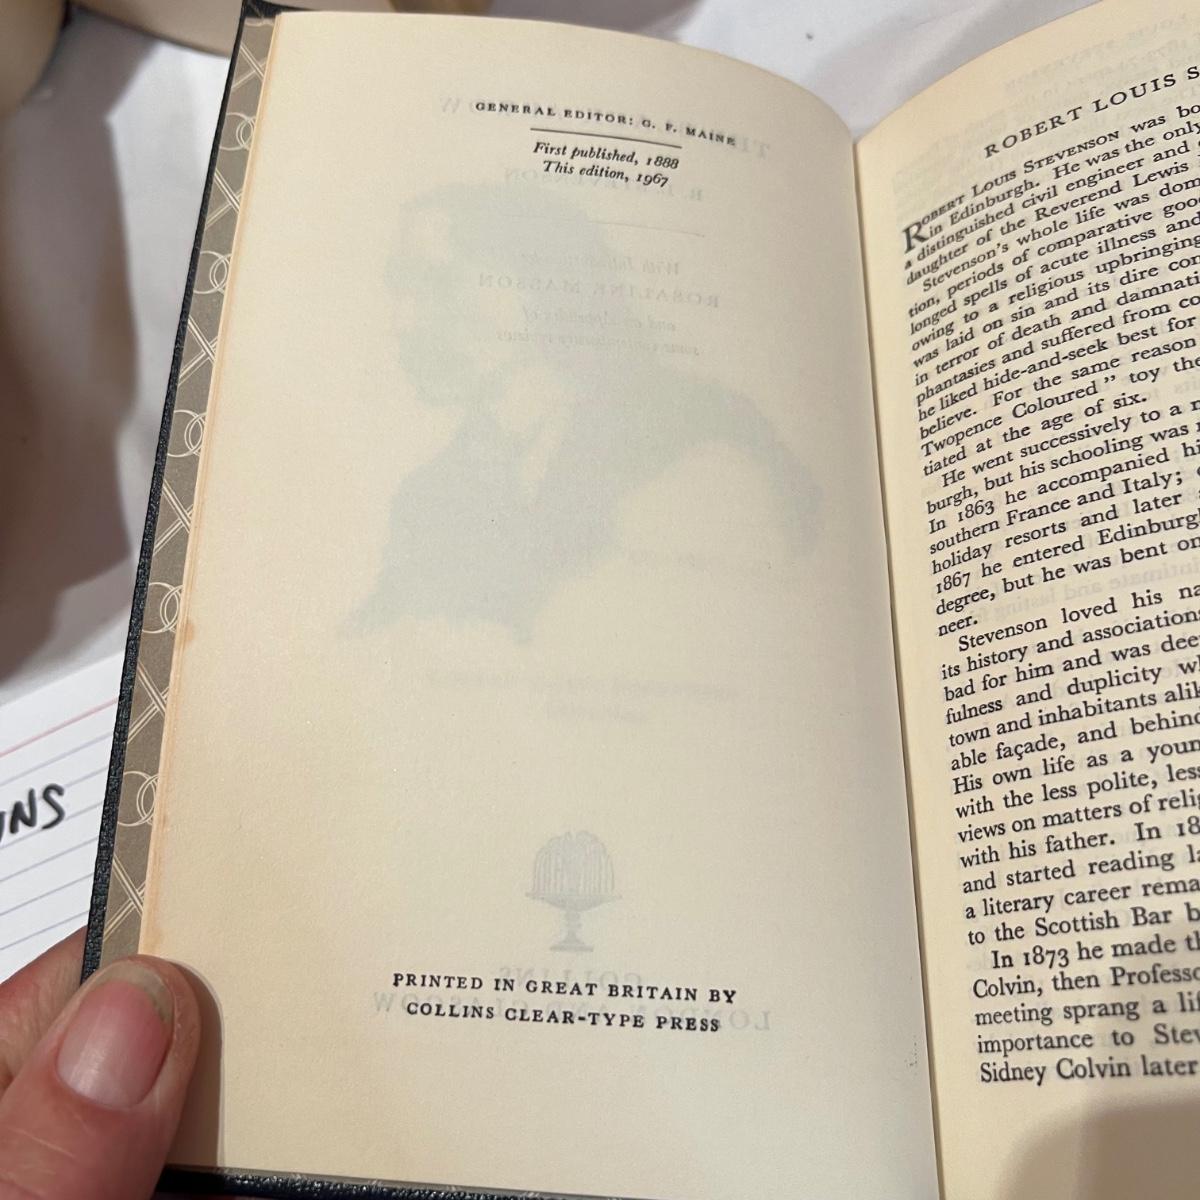 GENERAL EDITOR: G. F. MAINE
First published, 1888
This edition, 1967
PRINTED IN GREAT BRITAIN BY
COLLINS CLEAR-TYPE PRESS
ROBERT LOUIS S
ROBERT LOUIS STEVENSON was bo
in Edinburgh. He was the only
a distinguished civil engineer and
daughter of the Reverend Lewis
Stevenson's whole life was dom
tion, periods of comparative goo
longed spells of acute illness and
owing to a religious upbringing
was laid on sin and its dire con
in terror of death and damnati
phantasies and suffered from co
he liked hide-and-seek best for
believe. For the same reason
Twopence Coloured" toy the
tiated at the age of six.
He went successively to a
burgh, but his schooling was
In 1863 he accompanied hi
southern France and Italy;
holiday resorts and later
1867 he entered Edinburgh
degree, but he was bent on
neer.
Stevenson loved his na
its history and associations
bad for him and was dee
fulness and duplicity wh
town and inhabitants alik
able façade, and behind
His own life as a youn
with the less polite, less
views on matters of relig
with his father. In 18
and started reading la
a literary career rema
to the Scottish Bar b
In 1873 he made th
Colvin, then Professo
meeting sprang a lif
importance to Stev
Sidney Colvin later
NS